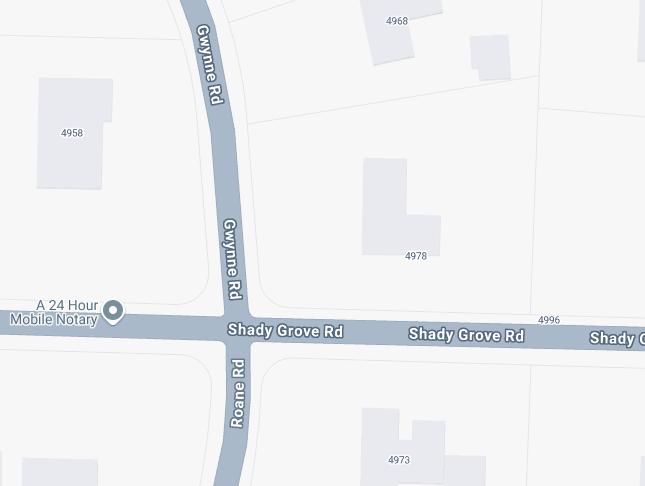 4968
Gwynne Rd
4958
Gwynne Rd
4978
A 24 Hour
Mobile Notary
4996
Shady Grove Rd
Shady Grove Rd
Shady G
Roane Rd
4973